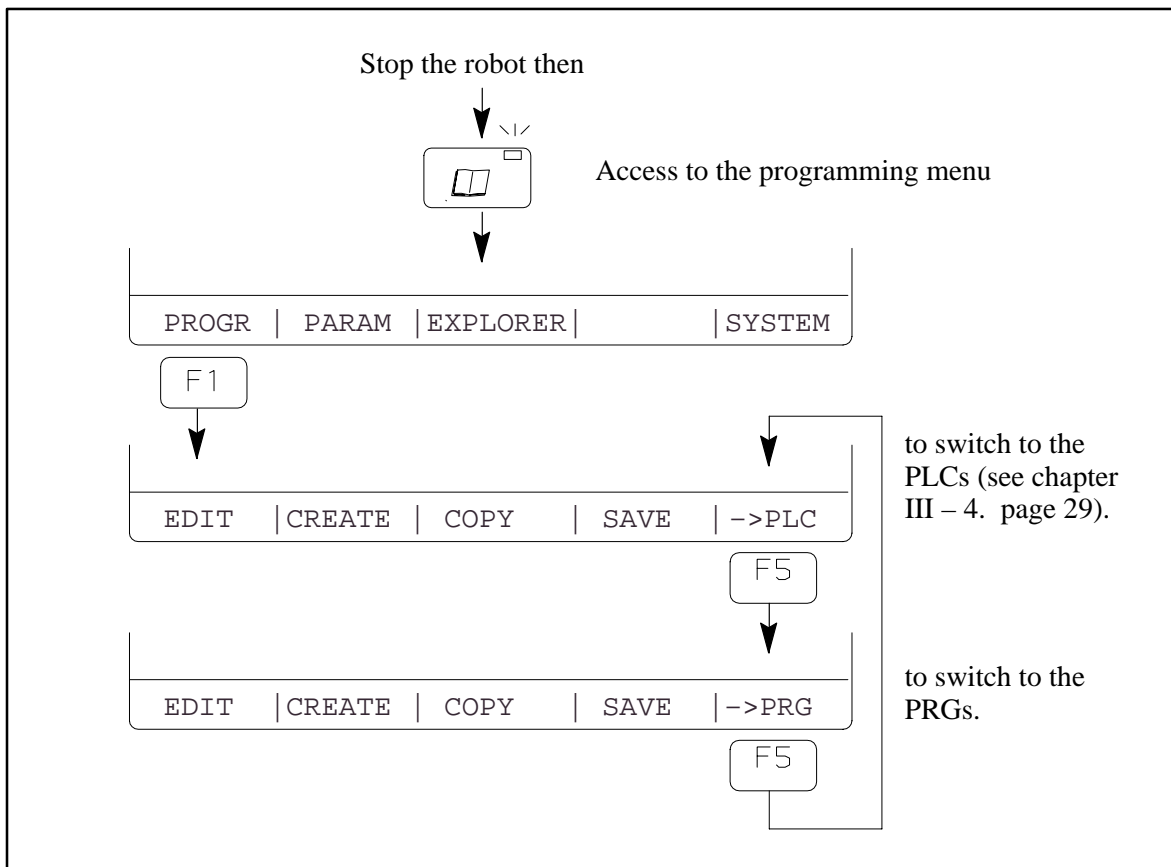 Stop the robot then
Access to the programming menu
PROGR | PARAM |EXPLORER| |SYSTEM
F1
to switch to the
PLCs (see chapter
III – 4. page 29).
EDIT |CREATE | COPY | SAVE |–>PLC
F5
to switch to the
PRGs.
EDIT |CREATE | COPY | SAVE |–>PRG
F5